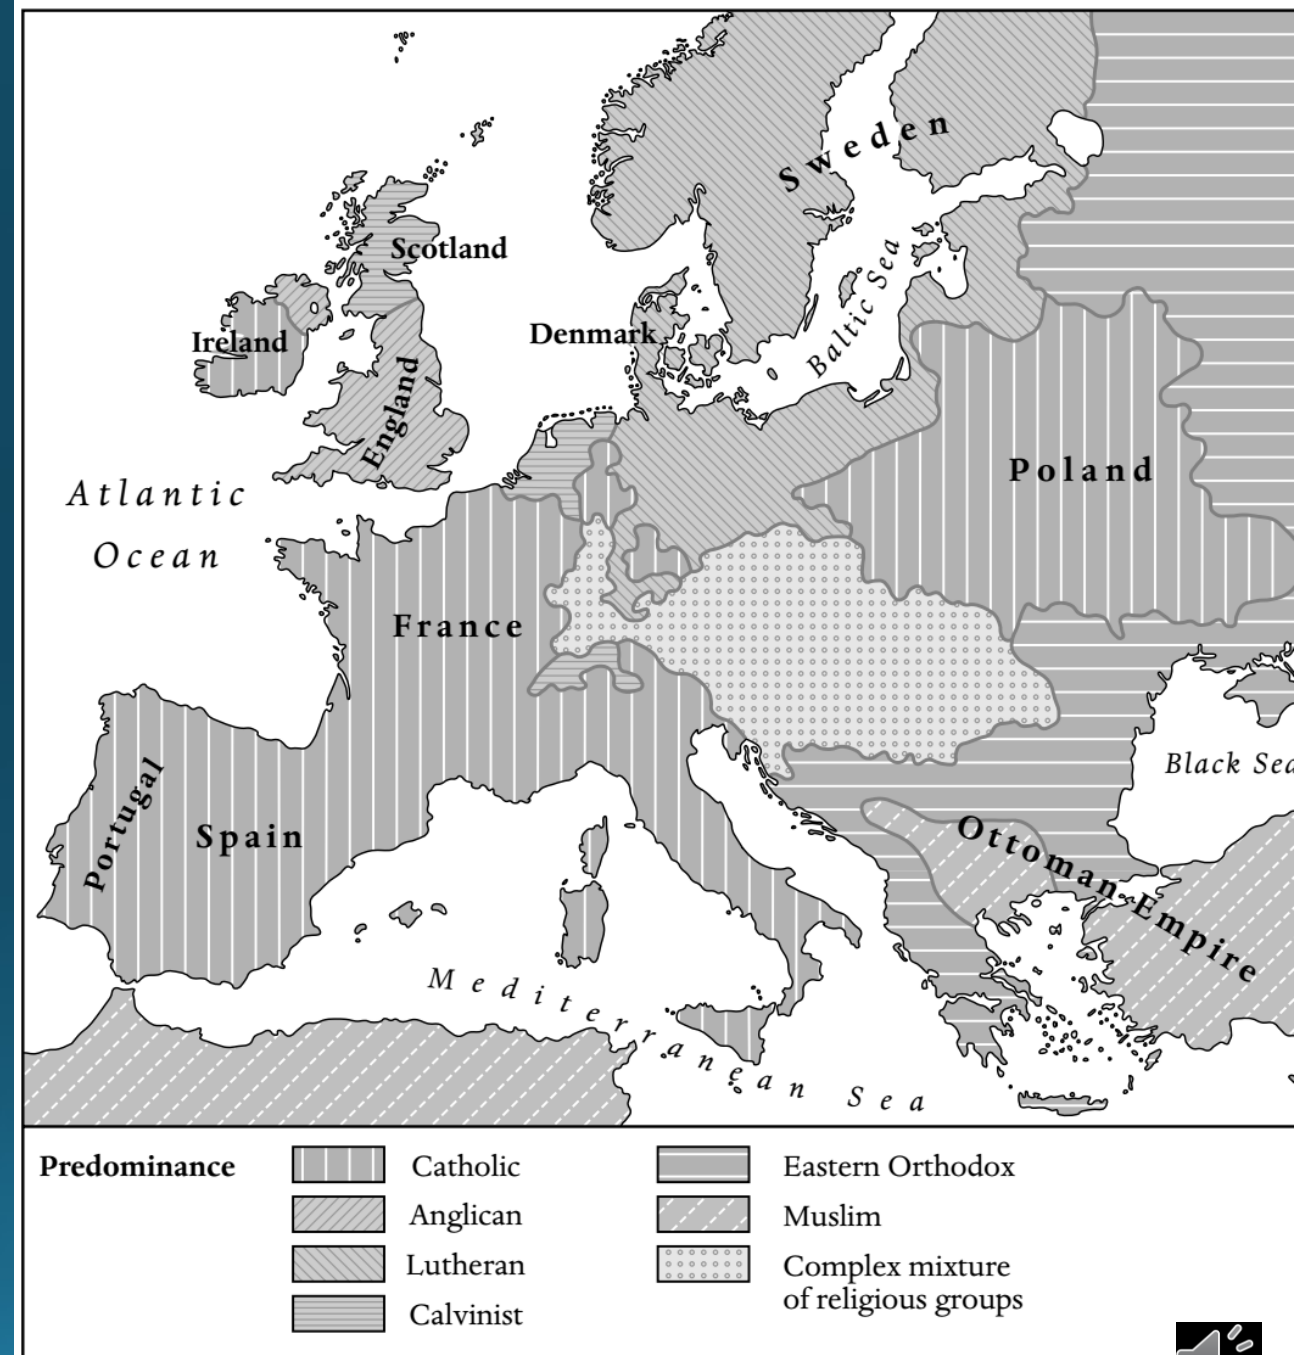 Sweden
Scotland
Baltic Sea
Ireland
Denmark
England
Poland
Atlantic
Ocean
France
Portugal
Spain
Black Sea
Ottoman Empire
Mediterranean Sea
Predominance
Catholic
Eastern Orthodox
Anglican
Muslim
Lutheran
Complex mixture
of religious groups
Calvinist